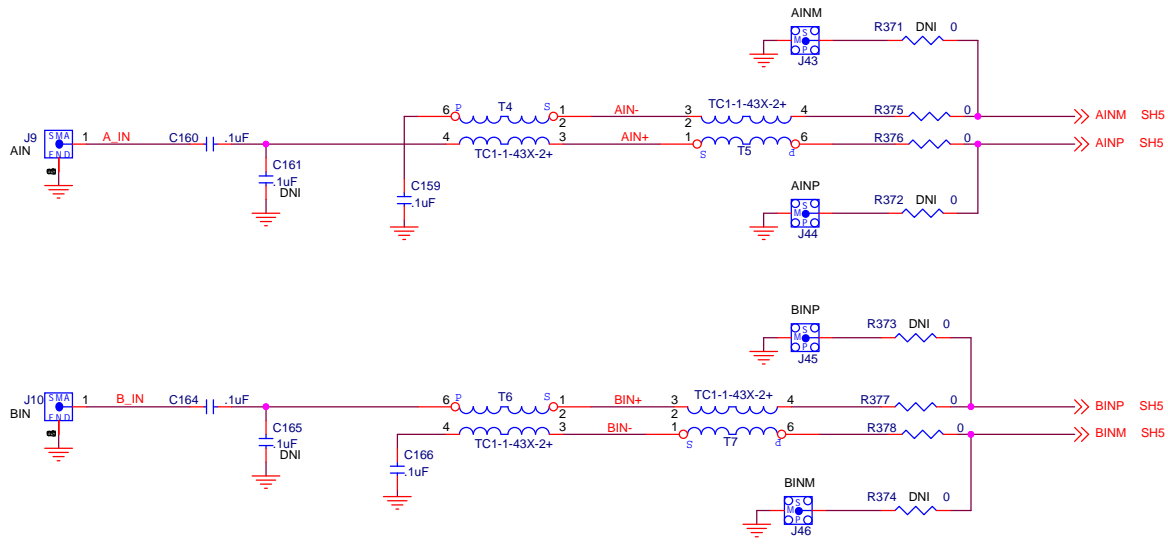 AINM
R371 DNI 0
S
M
P
J43
6 P T4 S 1
AIN-
3 TC1-1-43X-2+ 4
R375 0
AINM SH5
2
2
J9
SMA
END
AIN
1 A_IN
C160 .1uF
4 TC1-1-43X-2+ 3
AIN+
1 S T5 P 6
R376 0
AINP SH5
C161
.1uF
DNI
C159
.1uF
AINP
R372 DNI 0
S
M
P
J44
BINP
R373 DNI 0
S
M
P
J45
6 P T6 S 1
BIN+
3 TC1-1-43X-2+ 4
R377 0
BINP SH5
2
2
J10
SMA
END
BIN
1 B_IN
C164 .1uF
4 TC1-1-43X-2+ 3
BIN-
1 S T7 P 6
R378 0
BINM SH5
C165
.1uF
DNI
C166
.1uF
BINM
R374 DNI 0
S
M
P
J46